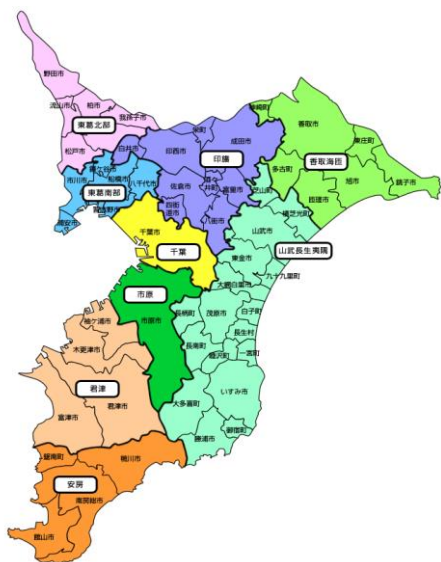 野田市
流山市
柏市
我孫子市
東葛北部
松戸市
栄町
神崎町
香取市
成田市
東庄町
白井市
印西市
印旛
香取海匝
鎌ケ谷市
市川市
船橋市
八千代市
東葛南部
習志野市
浦安市
佐倉市
酒々井町
富里市
多古町
旭市
銚子市
匝瑳市
芝山町
四街道市
八街市
横芝光町
千葉市
千葉
山武市
山武長生夷隅
東金市
九十九里町
大網白里市
市原
市原市
袖ケ浦市
長柄町
茂原市
白子町
長生村
木更津市
長南町
睦沢町
一宮町
君津
いすみ市
富津市
君津市
大多喜町
御宿町
勝浦市
鋸南町
鴨川市
安房
南房総市
館山市